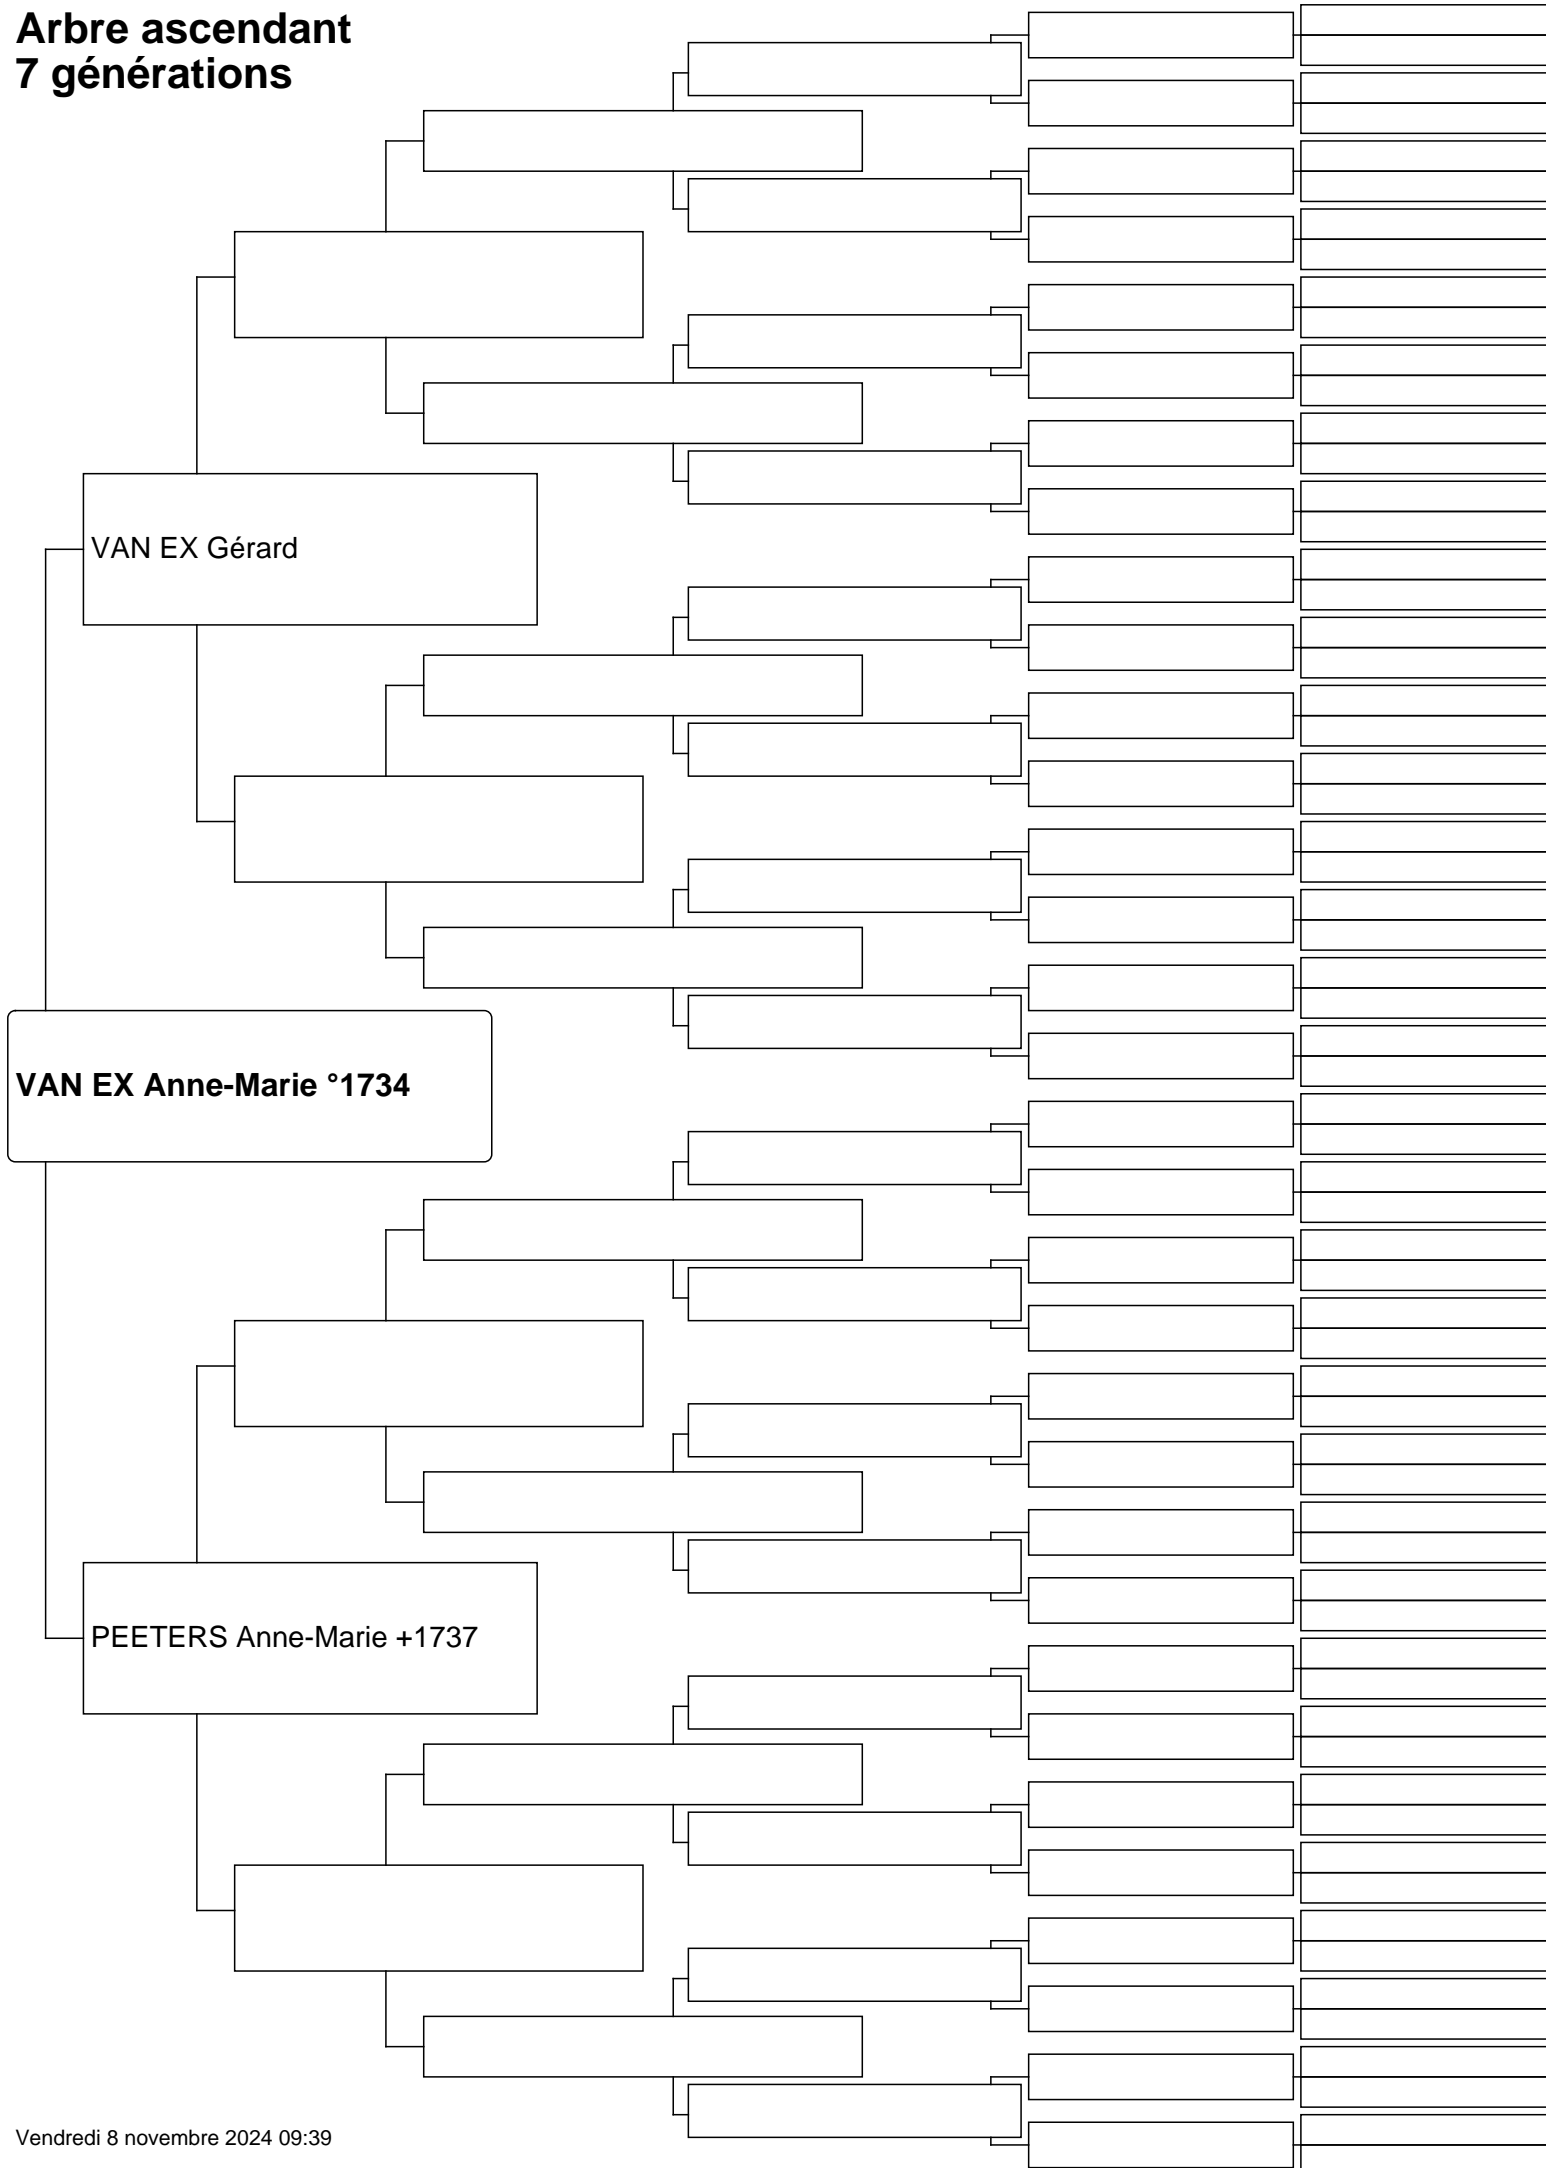 Arbre ascendant
7 générations
VAN EX Gérard
VAN EX Anne-Marie °1734
PEETERS Anne-Marie +1737
Vendredi 8 novembre 2024 09:39